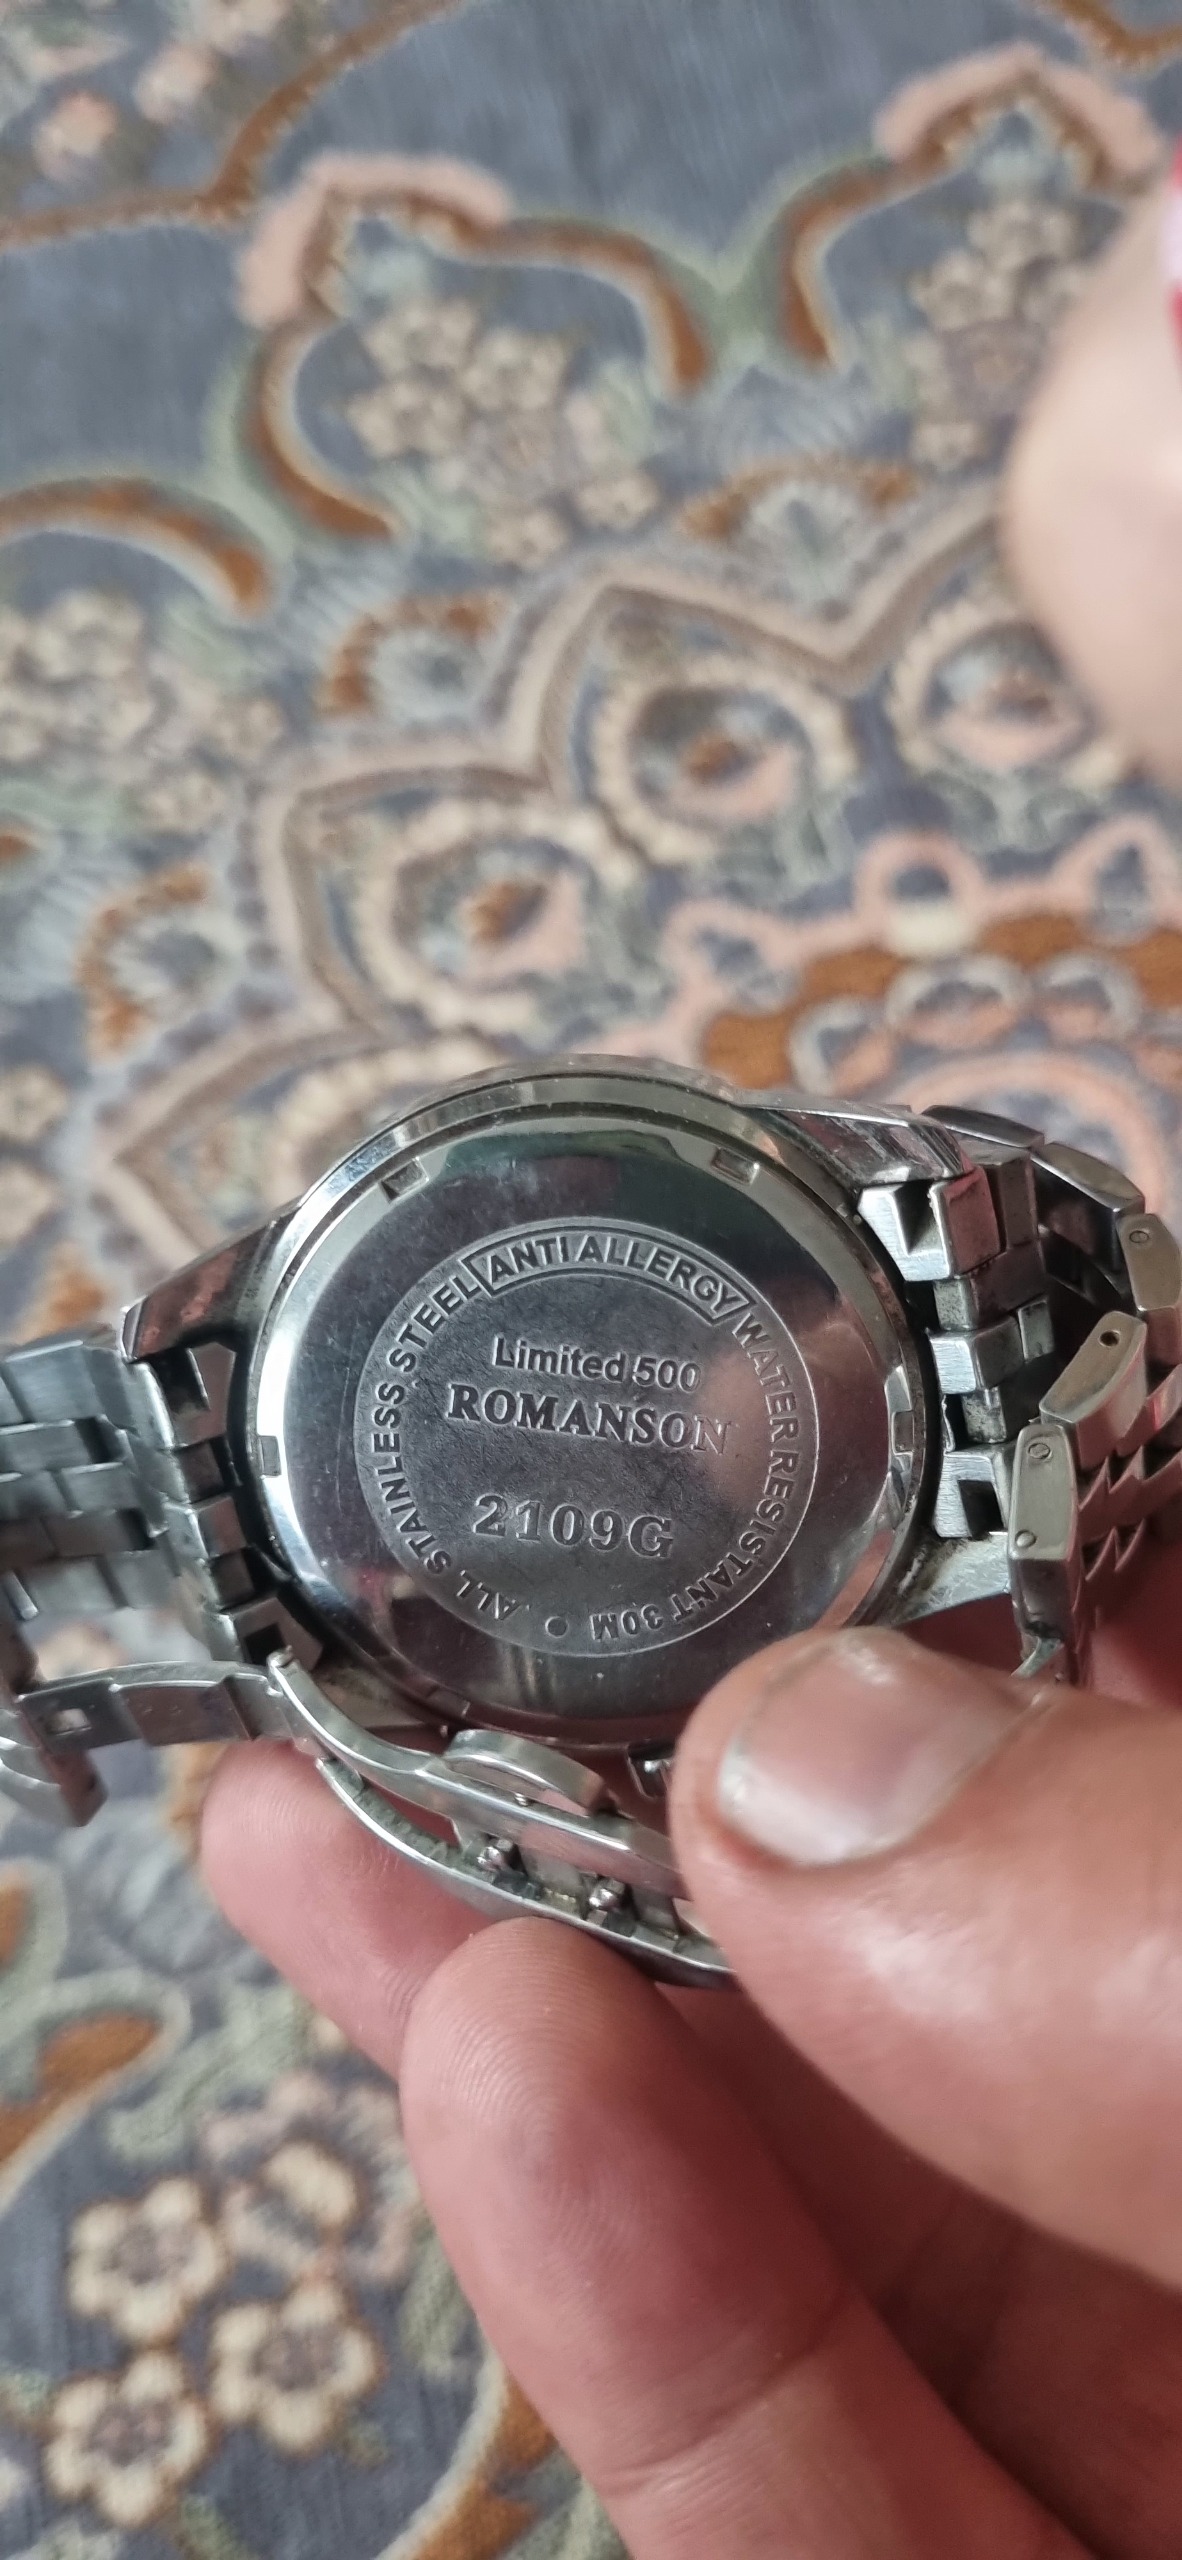 ALL STAINLESS STEEL ANTI ALLERGY WATER RESISTANT 30M •
Limited 500
ROMANSON
2109G